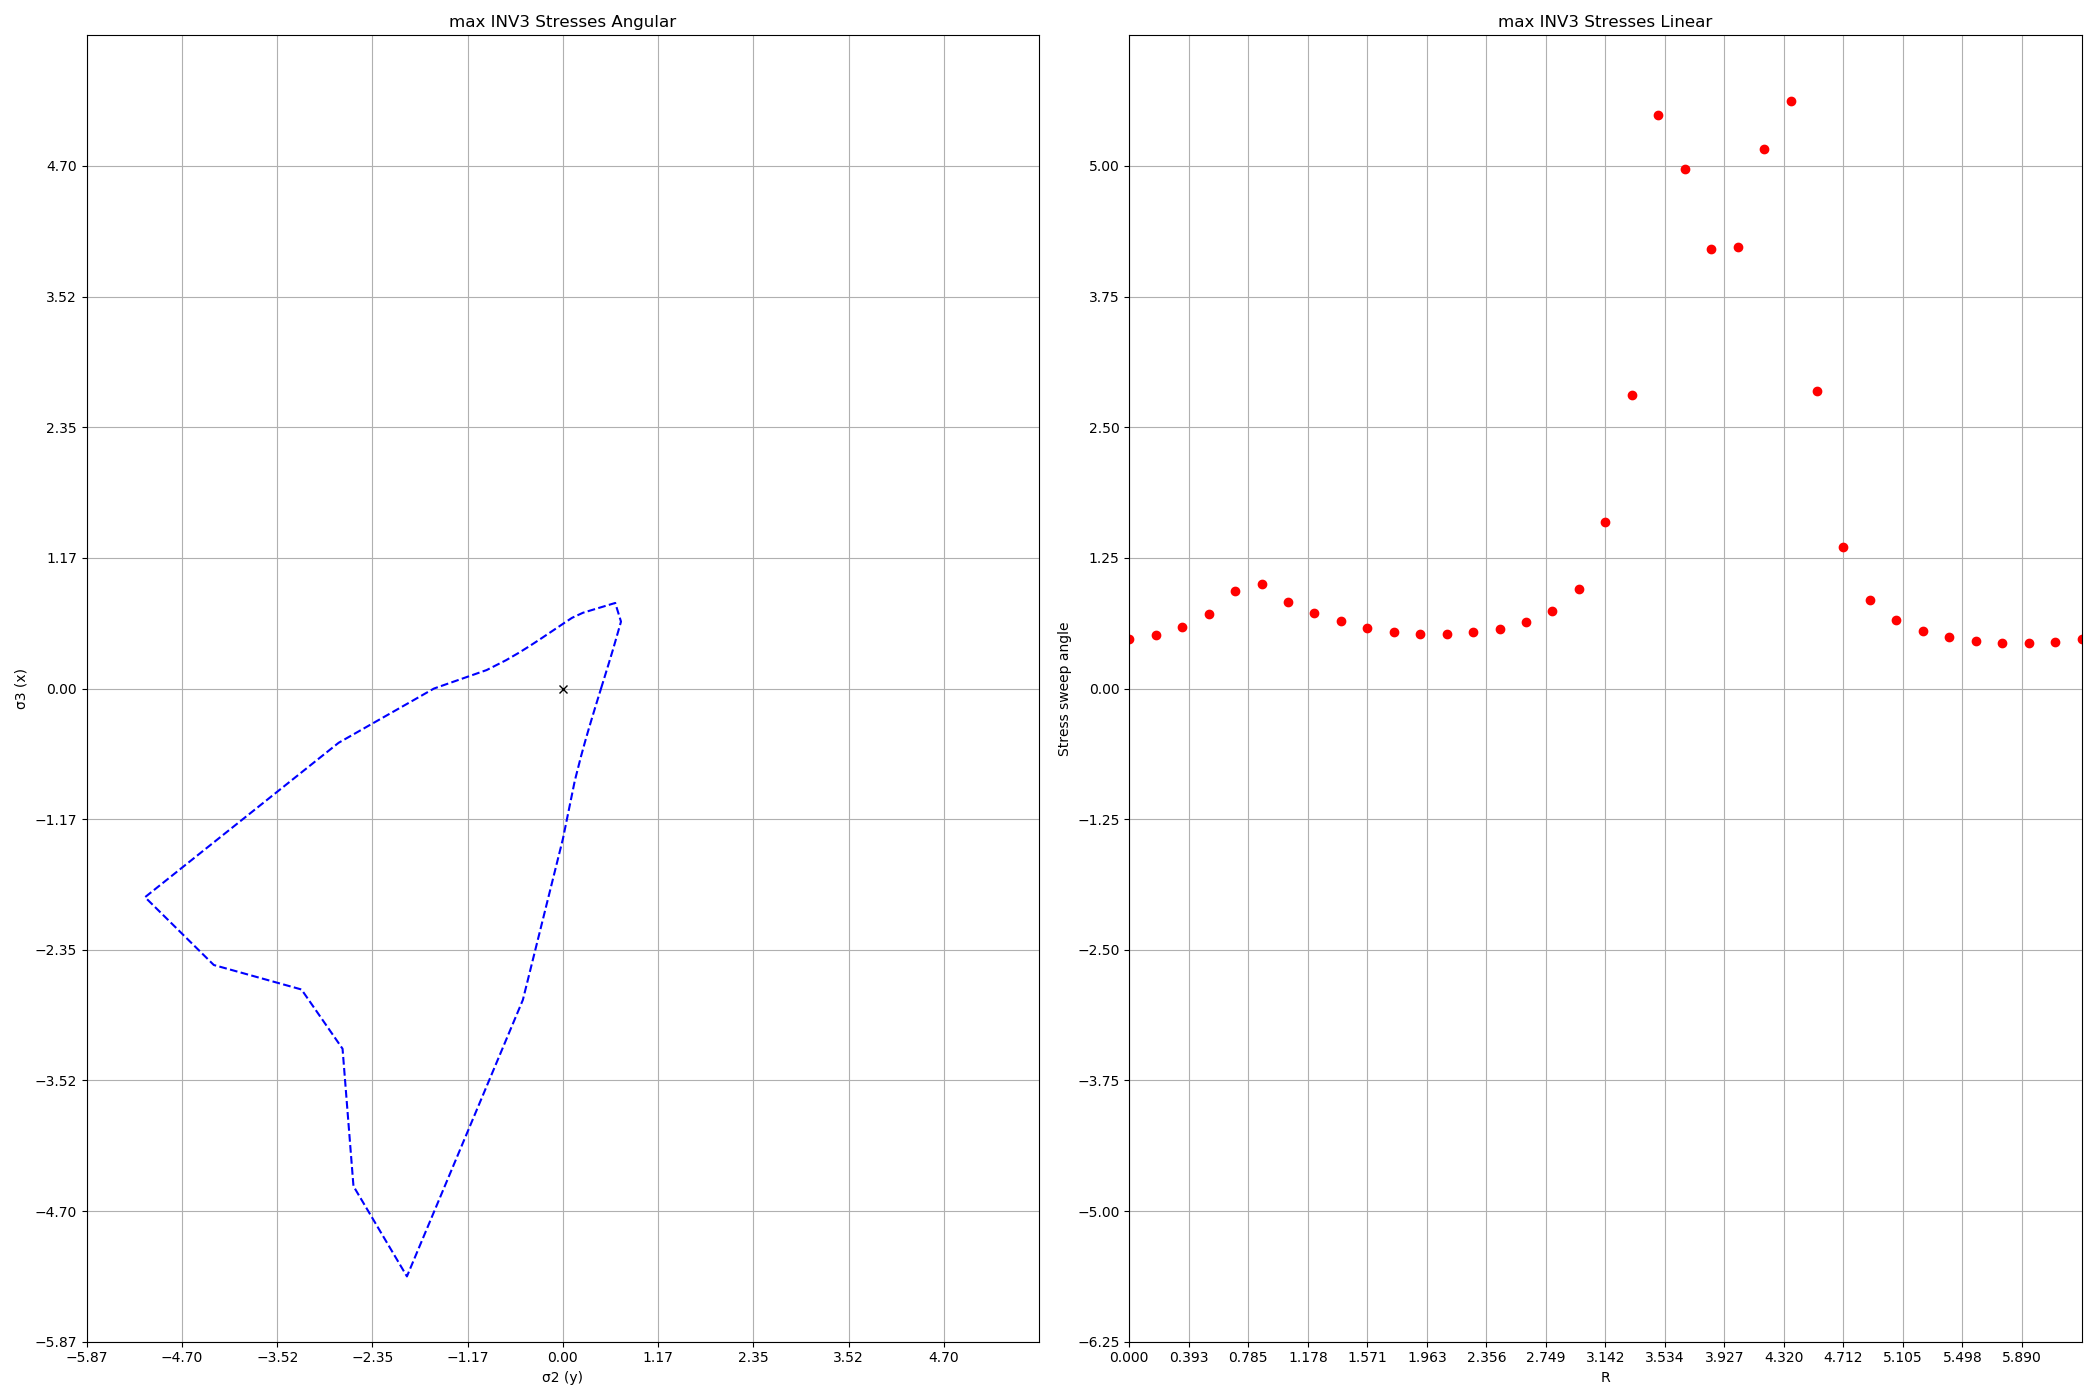 max INV3 Stresses Angular
4.70
3.52
2.35
1.17
0.00
−1.17
−2.35
−3.52
−4.70
−5.87
σ3 (x)
−5.87 −4.70 −3.52 −2.35 −1.17 0.00 1.17 2.35 3.52 4.70
σ2 (y)
max INV3 Stresses Linear
5.00
3.75
2.50
1.25
0.00
−1.25
−2.50
−3.75
−5.00
−6.25
Stress sweep angle
0.000 0.393 0.785 1.178 1.571 1.963 2.356 2.749 3.142 3.534 3.927 4.320 4.712 5.105 5.498 5.890
R